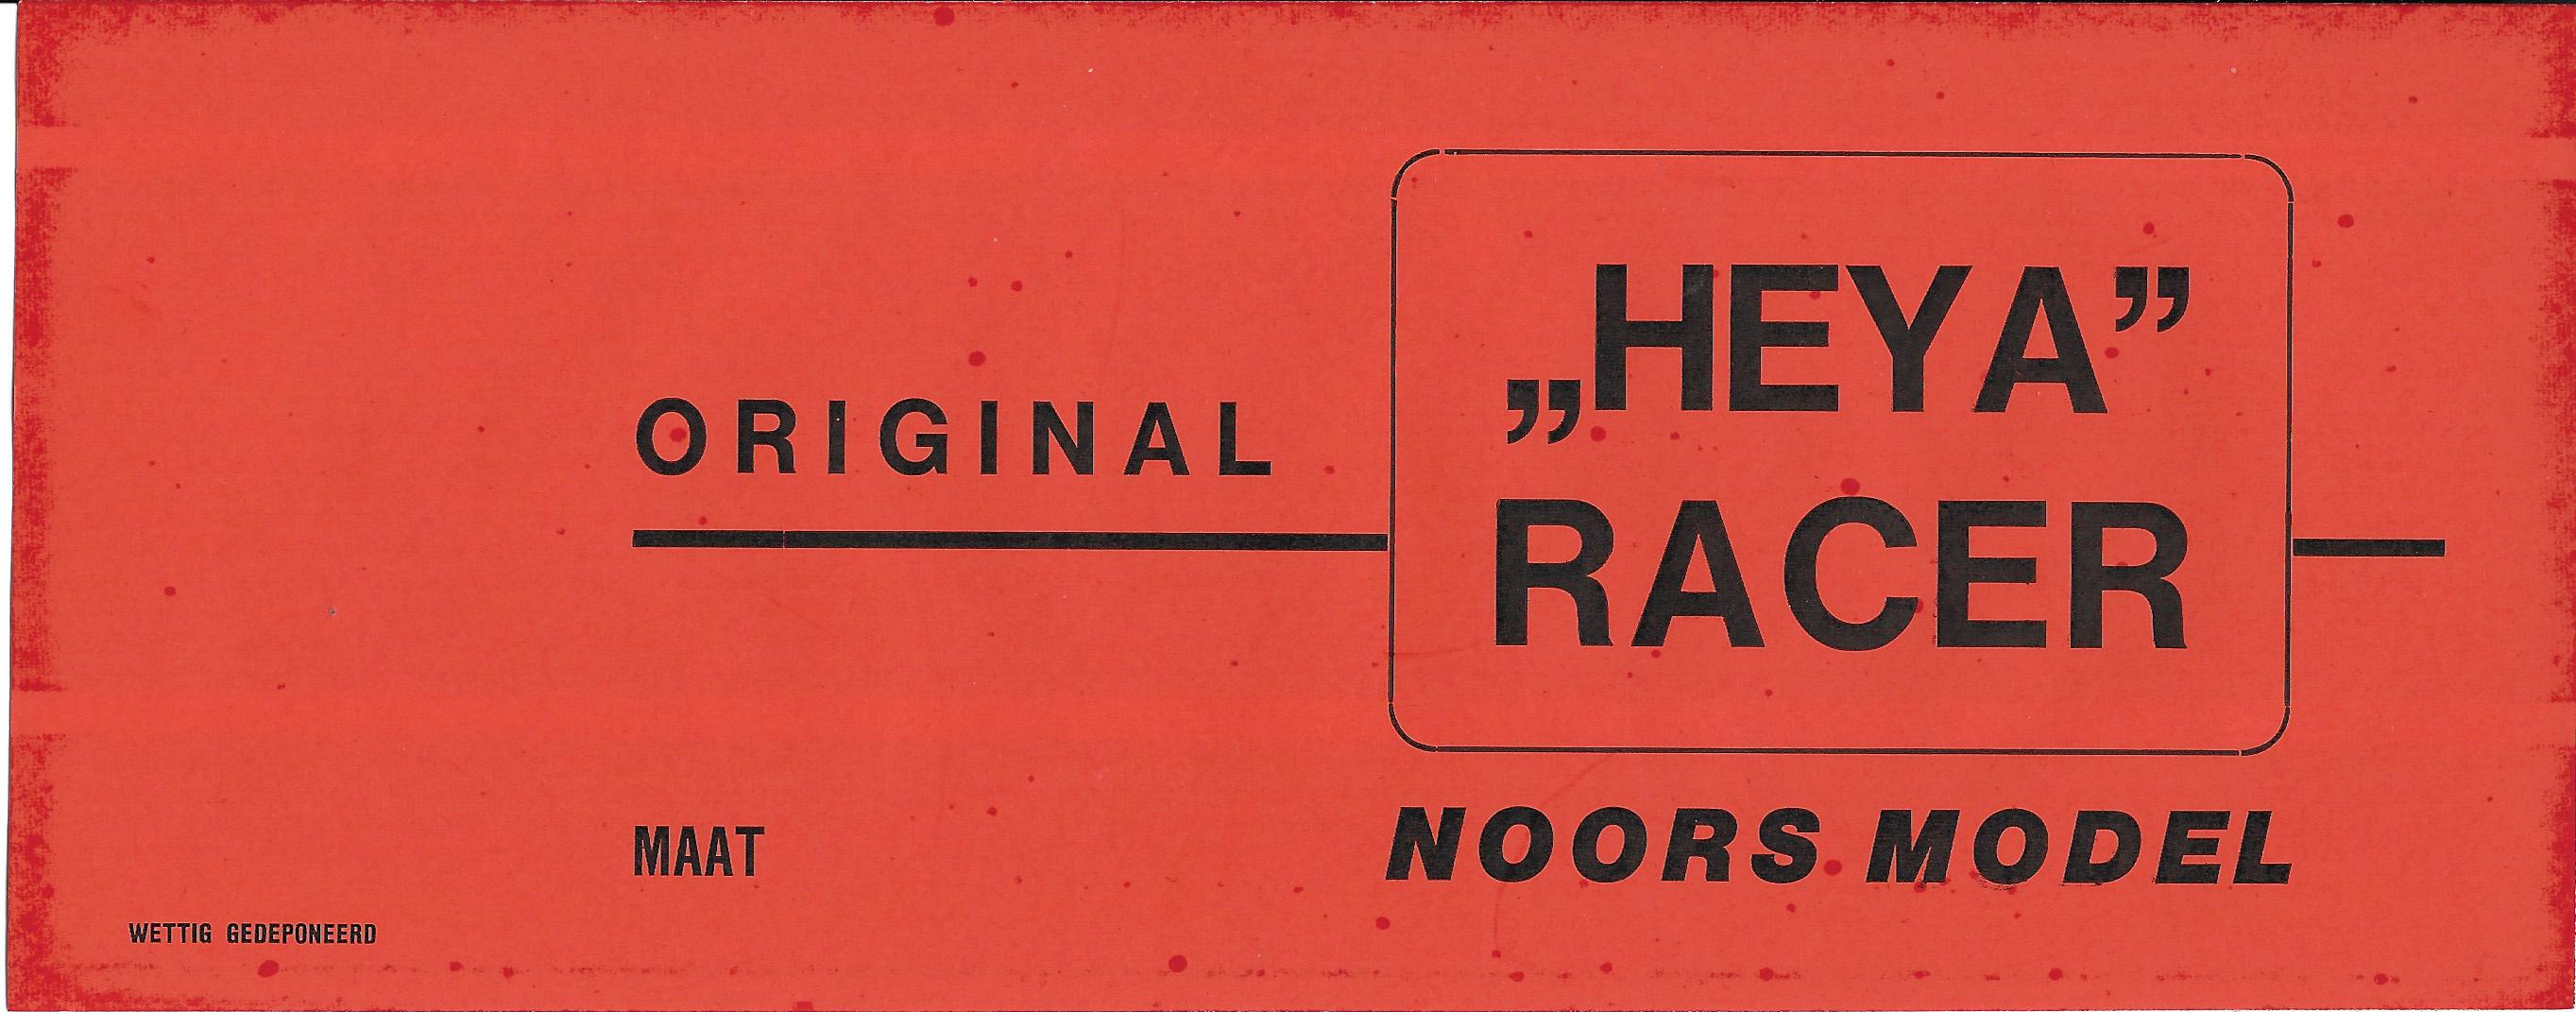 ORIGINAL
„HEYA”
RACER
MAAT
NOORS MODEL
WETTIG GEDEPONEERD